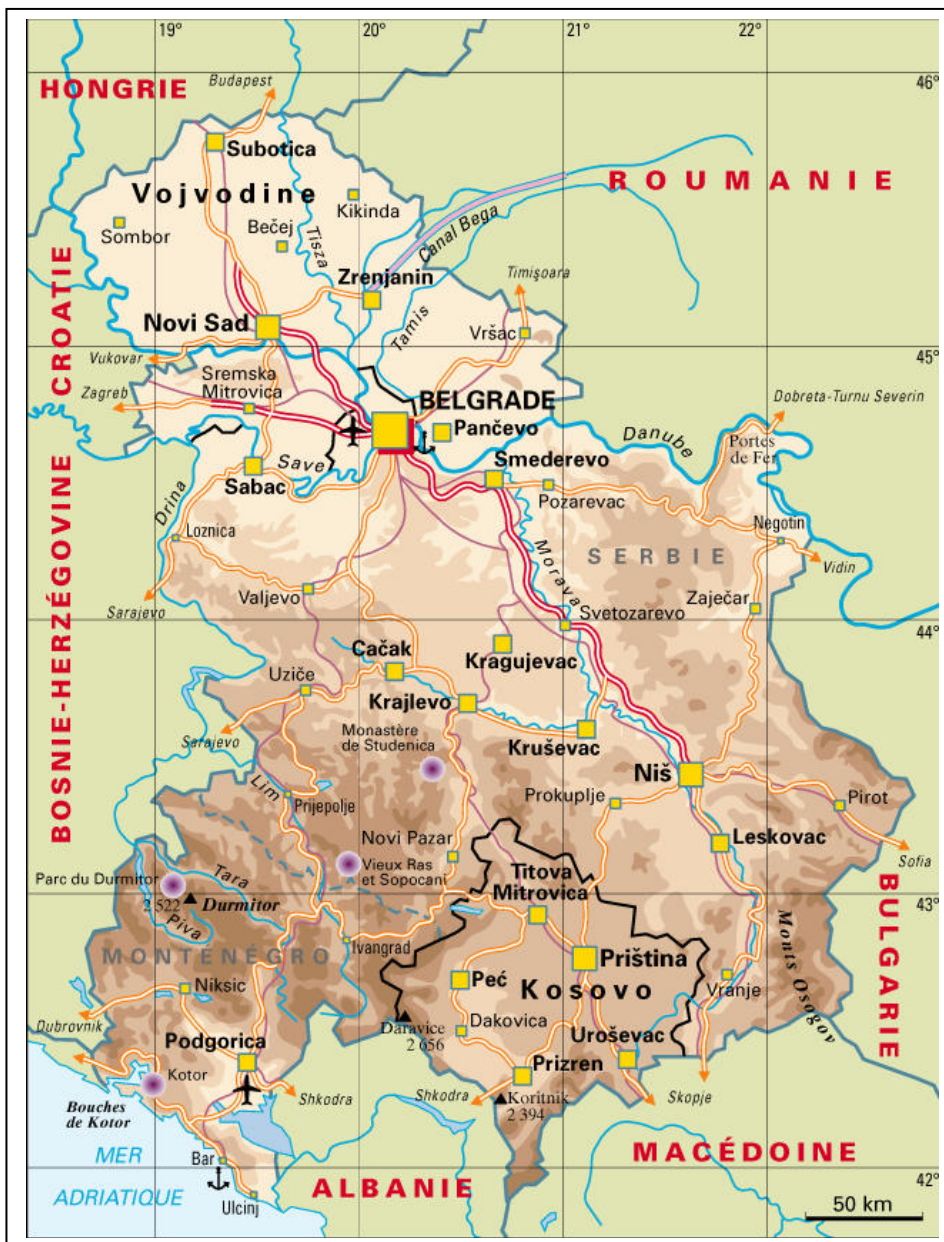 19°
20°
21°
22°
46°
HONGRIE
Budapest
Subotica
ROUMANIE
Vojvodine
Kikinda
Sombor
Bečej
Tisza
Canal Bega
CROATIE
Zrenjanin
Timişoara
Novi Sad
Tamis
Vršac
45°
Vukovar
Sremska
Mitrovica
Zagreb
BELGRADE
Dobreta-Turnu Severin
Pančevo
Danube
Portes
de Fer
Save
Smederevo
Sabac
Pozarevac
Drina
BOSNIE-HERZÉGOVINE
Loznica
Negotin
Morava
SERBIE
Vidin
Valjevo
Zaječar
Sarajevo
Svetozarevo
44°
Čačak
Kragujevac
Uziče
Krajlevo
Sarajevo
Monastère
de Studenica
Kruševac
Niš
Lim
Prijepolje
Prokuplje
Pirot
Novi Pazar
Leskovac
Vieux Ras
et Sopocani
Sofia
Titova
Mitrovica
Parc du Durmitor
Tara
2 522
Durmitor
43°
Piva
BULGARIE
MONTÉNÉGRO
Ivangrad
Priština
Monts Osogov
Peć
Kosovo
Vranje
Niksic
Daravice
2 656
Dakovica
Dubrovnik
Uroševac
Podgorica
Prizren
Kotor
Shkodra
Shkodra
Koritnik
2 394
Skopje
Bouches
de Kotor
MER
ADRIATIQUE
Bar
MACÉDOINE
ALBANIE
42°
Ulcinj
50 km